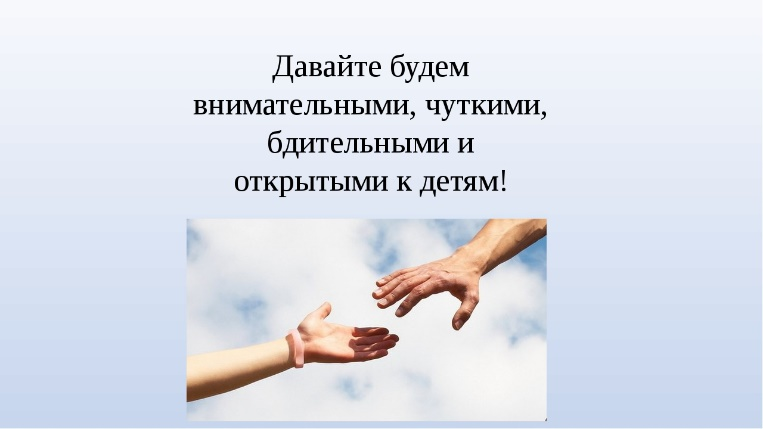 Давайте будем
внимательными, чуткими,
бдительными и
открытыми к детям!